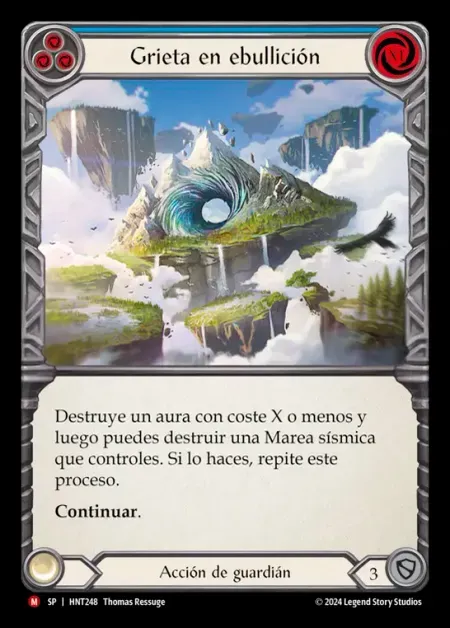 Grieta en ebullición
Destruye un aura con coste X o menos y
luego puedes destruir una Marea sísmica
que controles. Si lo haces, repite este
proceso.
Continuar.
Acción de guardián
3
M SP | HNT248 Thomas Ressuge
© 2024 Legend Story Studios